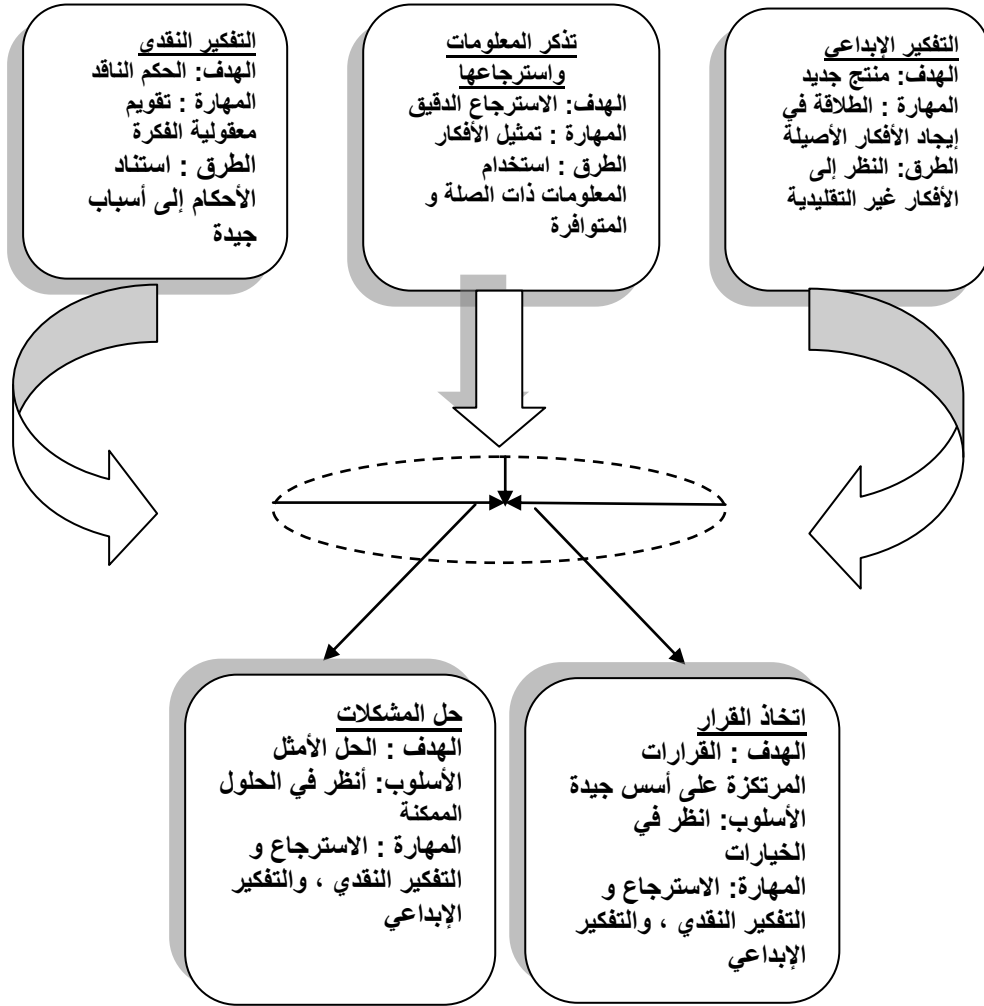 التفكير الإبداعي
الهدف: منتج جديد
المهارة : الطلاقة في
إيجاد الأفكار الأصيلة
الطرق: النظر إلى
الأفكار غير التقليدية
تذكر المعلومات
واسترجاعها
الهدف: الاسترجاع الدقيق
المهارة : تمثيل الأفكار
الطرق : استخدام
المعلومات ذات الصلة و
المتوافرة
التفكير النقدي
الهدف: الحكم الناقد
المهارة : تقويم
معقولية الفكرة
الطرق : استناد
الأحكام إلى أسباب
جيدة
اتخاذ القرار
الهدف : القرارات
المرتكزة على أسس جيدة
الأسلوب: انظر في
الخيارات
المهارة: الاسترجاع و
التفكير النقدي ، والتفكير
الإبداعي
حل المشكلات
الهدف : الحل الأمثل
الأسلوب: أنظر في الحلول
الممكنة
المهارة : الاسترجاع و
التفكير النقدي ، والتفكير
الإبداعي